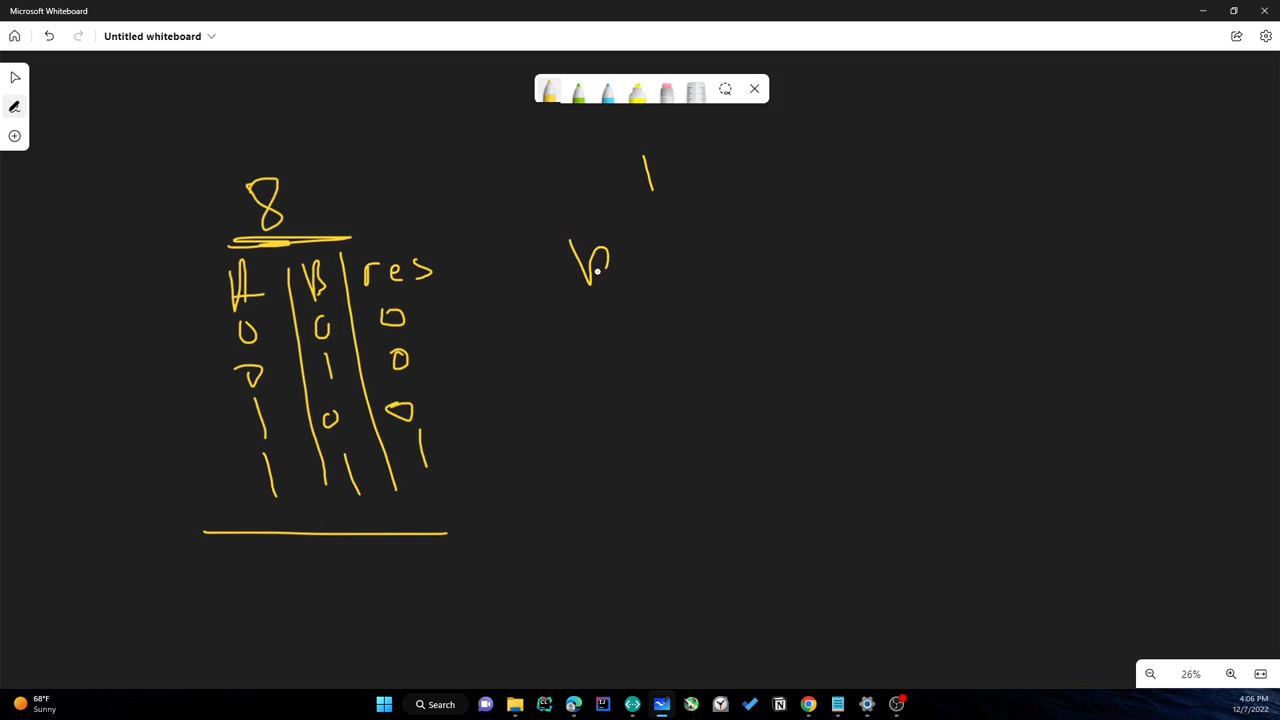 Microsoft Whiteboard
Untitled whiteboard
8
A B res
0 0 0
0 1 0
1 0 0
1 1 1
1
26%
68°F
Sunny
Search
4:06 PM
12/7/2022